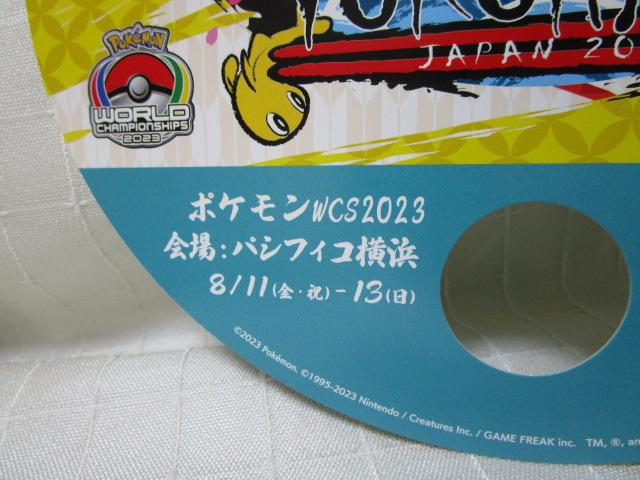 YOKOHA
JAPAN 20
Pokémon
WORLD
CHAMPIONSHIPS
2023
ポケモンWCS2023
会場:パシフィコ横浜
8/11(金・祝)-13(日)
©2023 Pokémon. ©1995-2023 Nintendo / Creatures Inc. / GAME FREAK inc. TM, ®, an